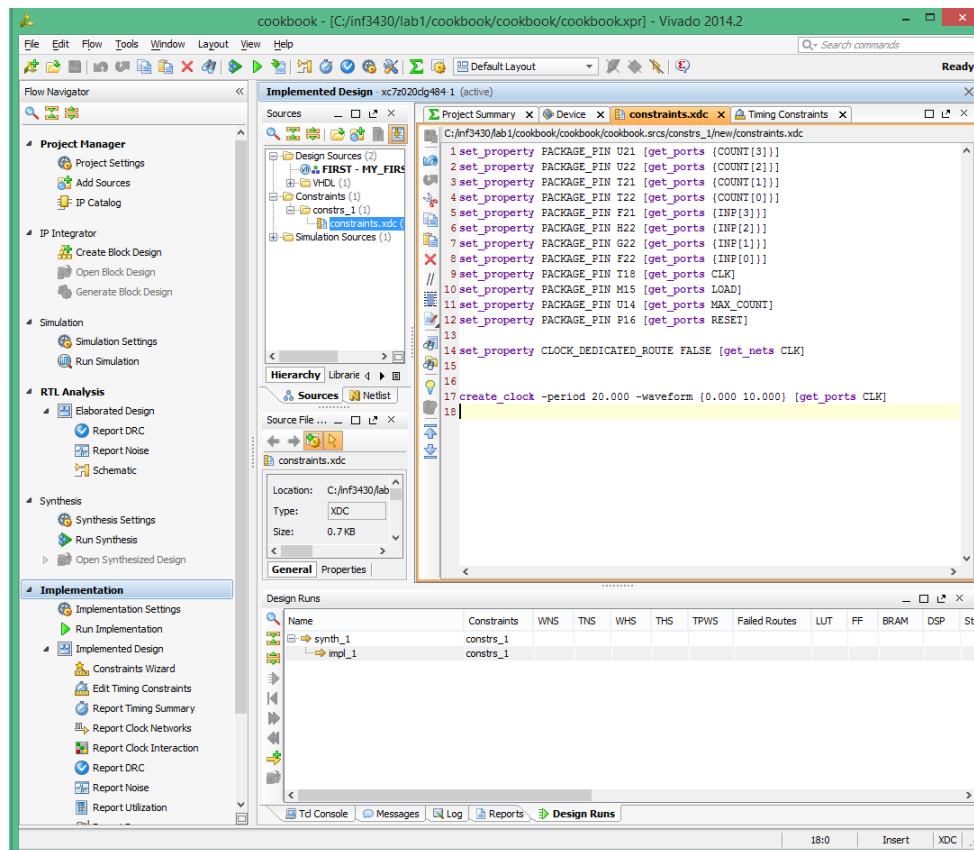 cookbook - [C:/inf3430/lab1/cookbook/cookbook/cookbook.xpr] - Vivado 2014.2
File Edit Flow Tools Window Layout View Help
Search commands
Default Layout
Ready
Flow Navigator
Project Manager
Project Settings
Add Sources
IP Catalog
IP Integrator
Create Block Design
Open Block Design
Generate Block Design
Simulation
Simulation Settings
Run Simulation
RTL Analysis
Elaborated Design
Report DRC
Report Noise
Schematic
Synthesis
Synthesis Settings
Run Synthesis
Open Synthesized Design
Implementation
Implementation Settings
Run Implementation
Implemented Design
Constraints Wizard
Edit Timing Constraints
Report Timing Summary
Report Clock Networks
Report Clock Interaction
Report DRC
Report Noise
Report Utilization
Implemented Design - xc7z020dg484-1 (active)
Sources
Design Sources (2)
FIRST - MY_FIRS
VHDL (1)
Constraints (1)
constrs_1 (1)
constraints.xdc (
Simulation Sources (1)
Hierarchy Librarie
Sources Netlist
Source File ...
constraints.xdc
Location: C:/inf3430/lab
Type: XDC
Size: 0.7 KB
General Properties
Project Summary Device constraints.xdc Timing Constraints
C:/inf3430/lab1/cookbook/cookbook/cookbook.srcs/constrs_1/new/constraints.xdc
1 set_property PACKAGE_PIN U21 [get_ports {COUNT[3]}]
2 set_property PACKAGE_PIN U22 [get_ports {COUNT[2]}]
3 set_property PACKAGE_PIN T21 [get_ports {COUNT[1]}]
4 set_property PACKAGE_PIN T22 [get_ports {COUNT[0]}]
5 set_property PACKAGE_PIN F21 [get_ports {INP[3]}]
6 set_property PACKAGE_PIN H22 [get_ports {INP[2]}]
7 set_property PACKAGE_PIN G22 [get_ports {INP[1]}]
8 set_property PACKAGE_PIN F22 [get_ports {INP[0]}]
9 set_property PACKAGE_PIN T18 [get_ports CLK]
10 set_property PACKAGE_PIN M15 [get_ports LOAD]
11 set_property PACKAGE_PIN U14 [get_ports MAX_COUNT]
12 set_property PACKAGE_PIN P16 [get_ports RESET]
13
14 set_property CLOCK_DEDICATED_ROUTE FALSE [get_nets CLK]
15
16
17 create_clock -period 20.000 -waveform {0.000 10.000} [get_ports CLK]
18
Design Runs
Name Constraints WNS TNS WHS THS TPWS Failed Routes LUT FF BRAM DSP St
synth_1 constrs_1
impl_1 constrs_1
Tcl Console Messages Log Reports Design Runs
18:0 Insert XDC